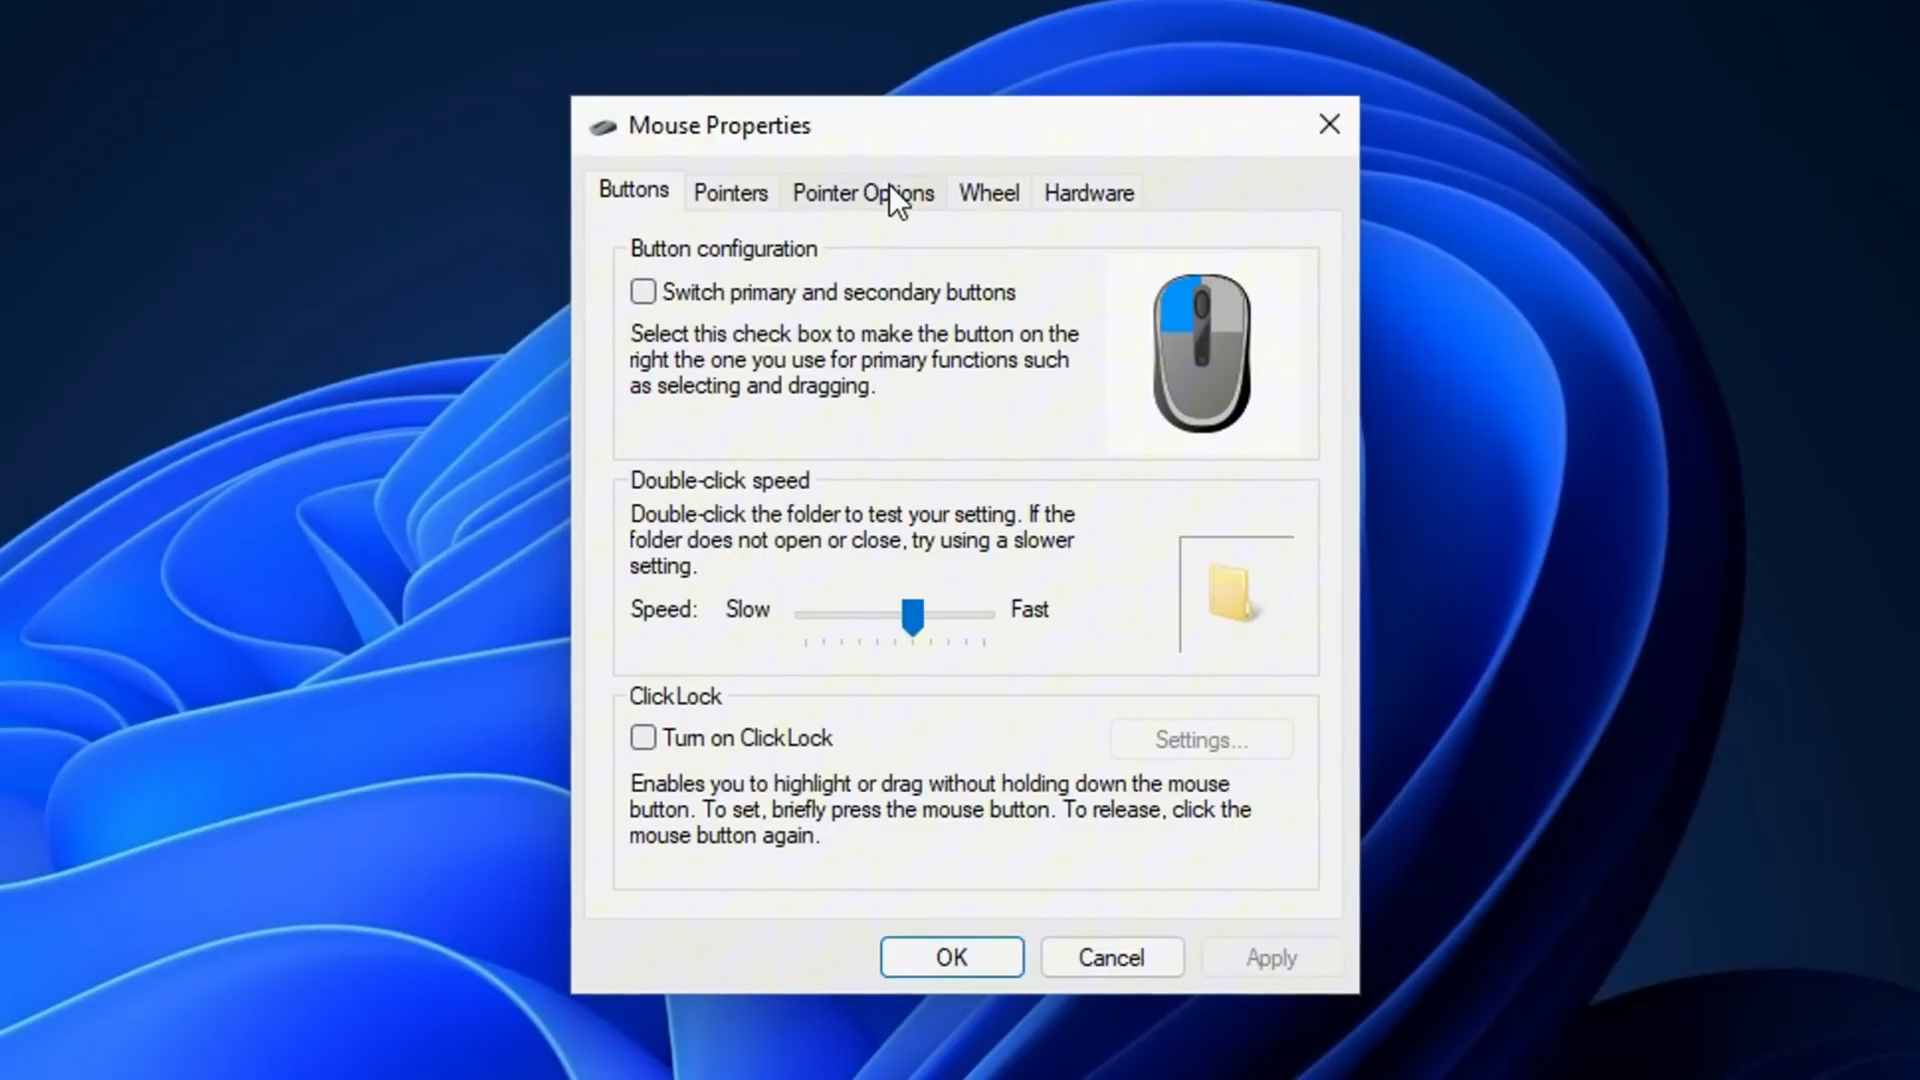 Mouse Properties
Buttons Pointers Pointer Options Wheel Hardware
Button configuration
Switch primary and secondary buttons
Select this check box to make the button on the
right the one you use for primary functions such
as selecting and dragging.
Double-click speed
Double-click the folder to test your setting. If the
folder does not open or close, try using a slower
setting.
Speed: Slow Fast
ClickLock
Turn on ClickLock
Settings...
Enables you to highlight or drag without holding down the mouse
button. To set, briefly press the mouse button. To release, click the
mouse button again.
OK Cancel Apply